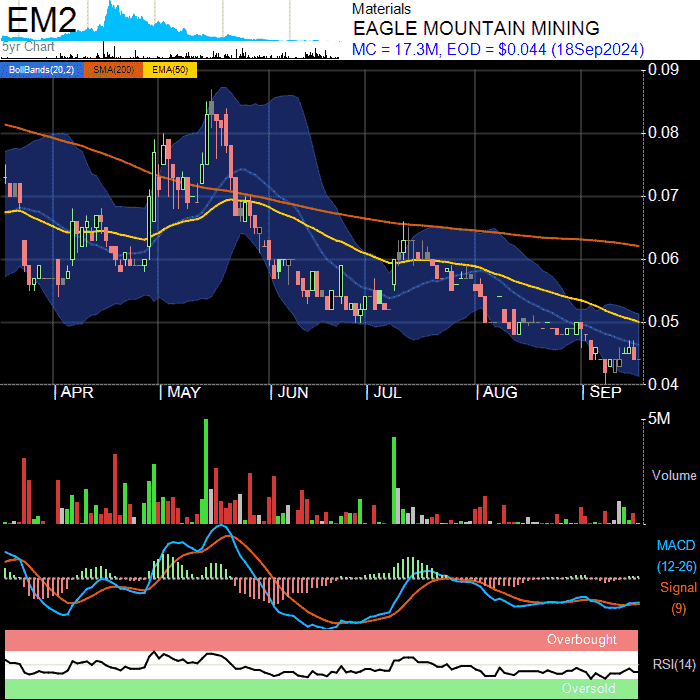 EM2
5yr Chart
Materials
EAGLE MOUNTAIN MINING
MC = 17.3M, EOD = $0.044 (18Sep2024)
BollBands(20,2) SMA(200) EMA(50)
0.09
0.08
0.07
0.06
0.05
0.04
APR MAY JUN JUL AUG SEP
5M
Volume
MACD
(12-26)
Signal
(9)
Overbought
RSI(14)
Oversold